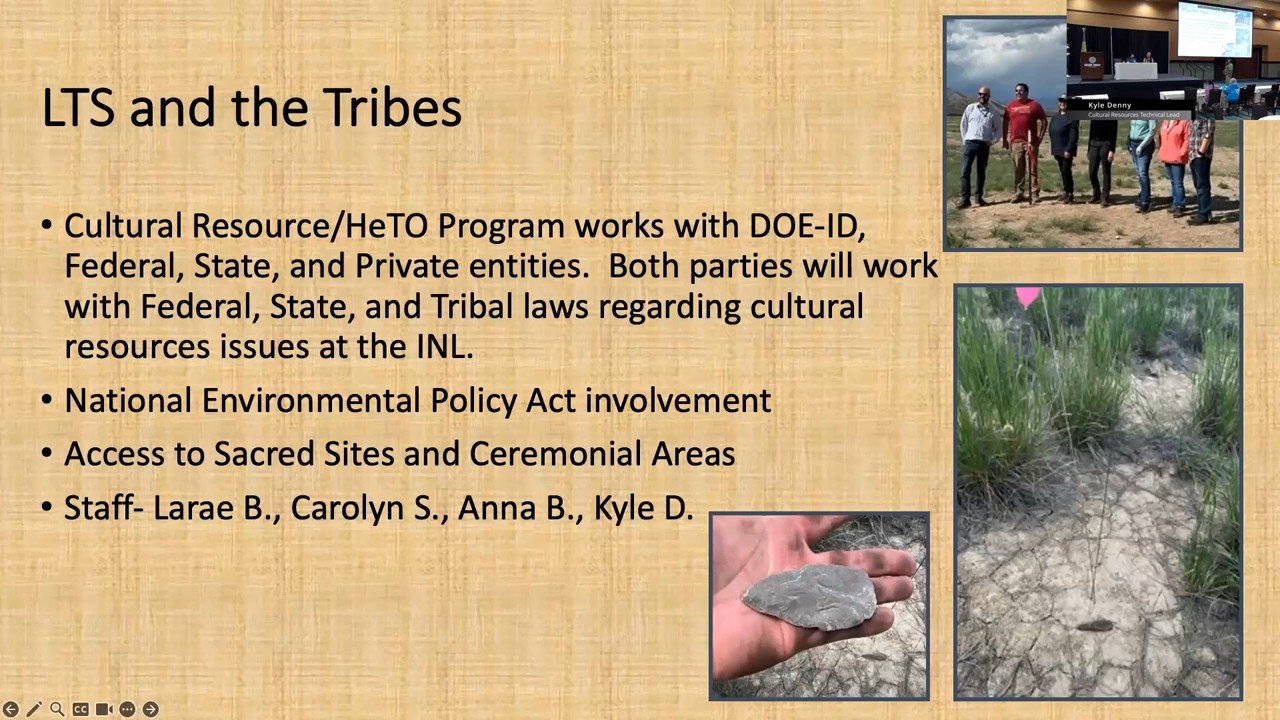 LTS and the Tribes
• Cultural Resource/HeTO Program works with DOE-ID,
Federal, State, and Private entities.  Both parties will work
with Federal, State, and Tribal laws regarding cultural
resources issues at the INL.
• National Environmental Policy Act involvement
• Access to Sacred Sites and Ceremonial Areas
• Staff- Larae B., Carolyn S., Anna B., Kyle D.
Kyle Denny
Cultural Resources Technical Lead
CC